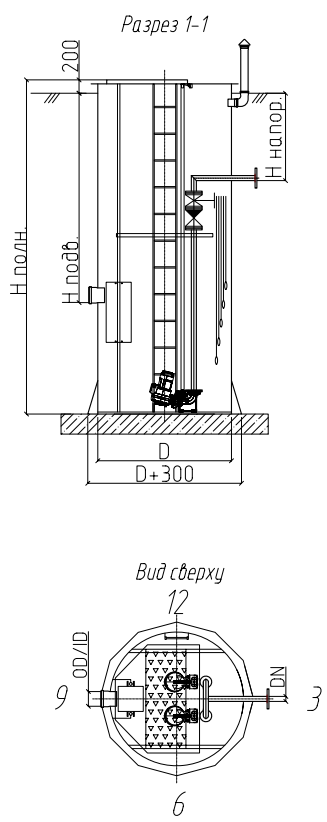 Разрез 1-1
200
Н полн.
Н подв.
Н напор.
D
D+300
Вид сверху
12
OD/ID
DN
9
3
6